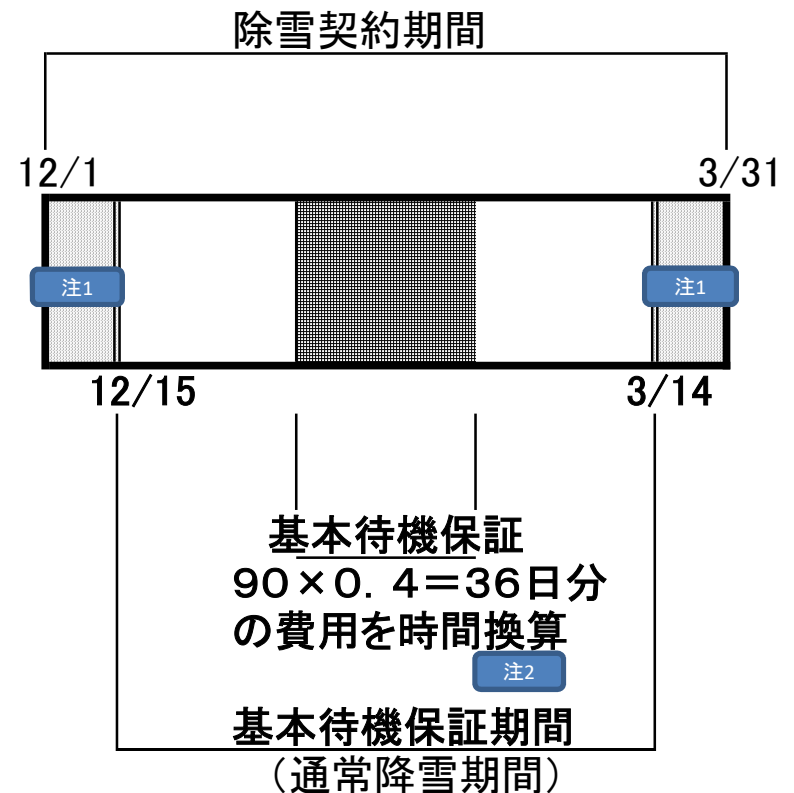 除雪契約期間
12/1
3/31
注1
注1
12/15
3/14
基本待機保証
90×0.4=36日分
の費用を時間換算
注2
基本待機保証期間
（通常降雪期間）